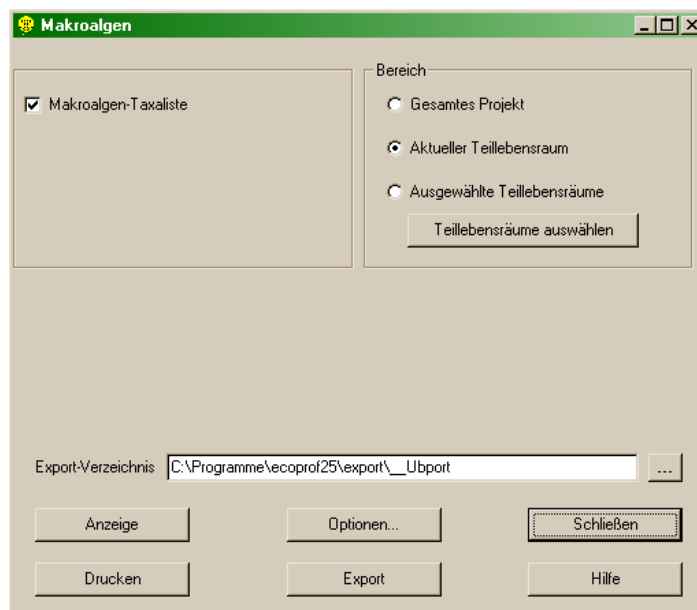 Makroalgen
Makroalgen-Taxaliste
Bereich
Gesamtes Projekt
Aktueller Teillebensraum
Ausgewählte Teillebensräume
Teillebensräume auswählen
Export-Verzeichnis C:\Programme\ecoprof25\export\__Ubport ...
Anzeige Optionen... Schließen
Drucken Export Hilfe